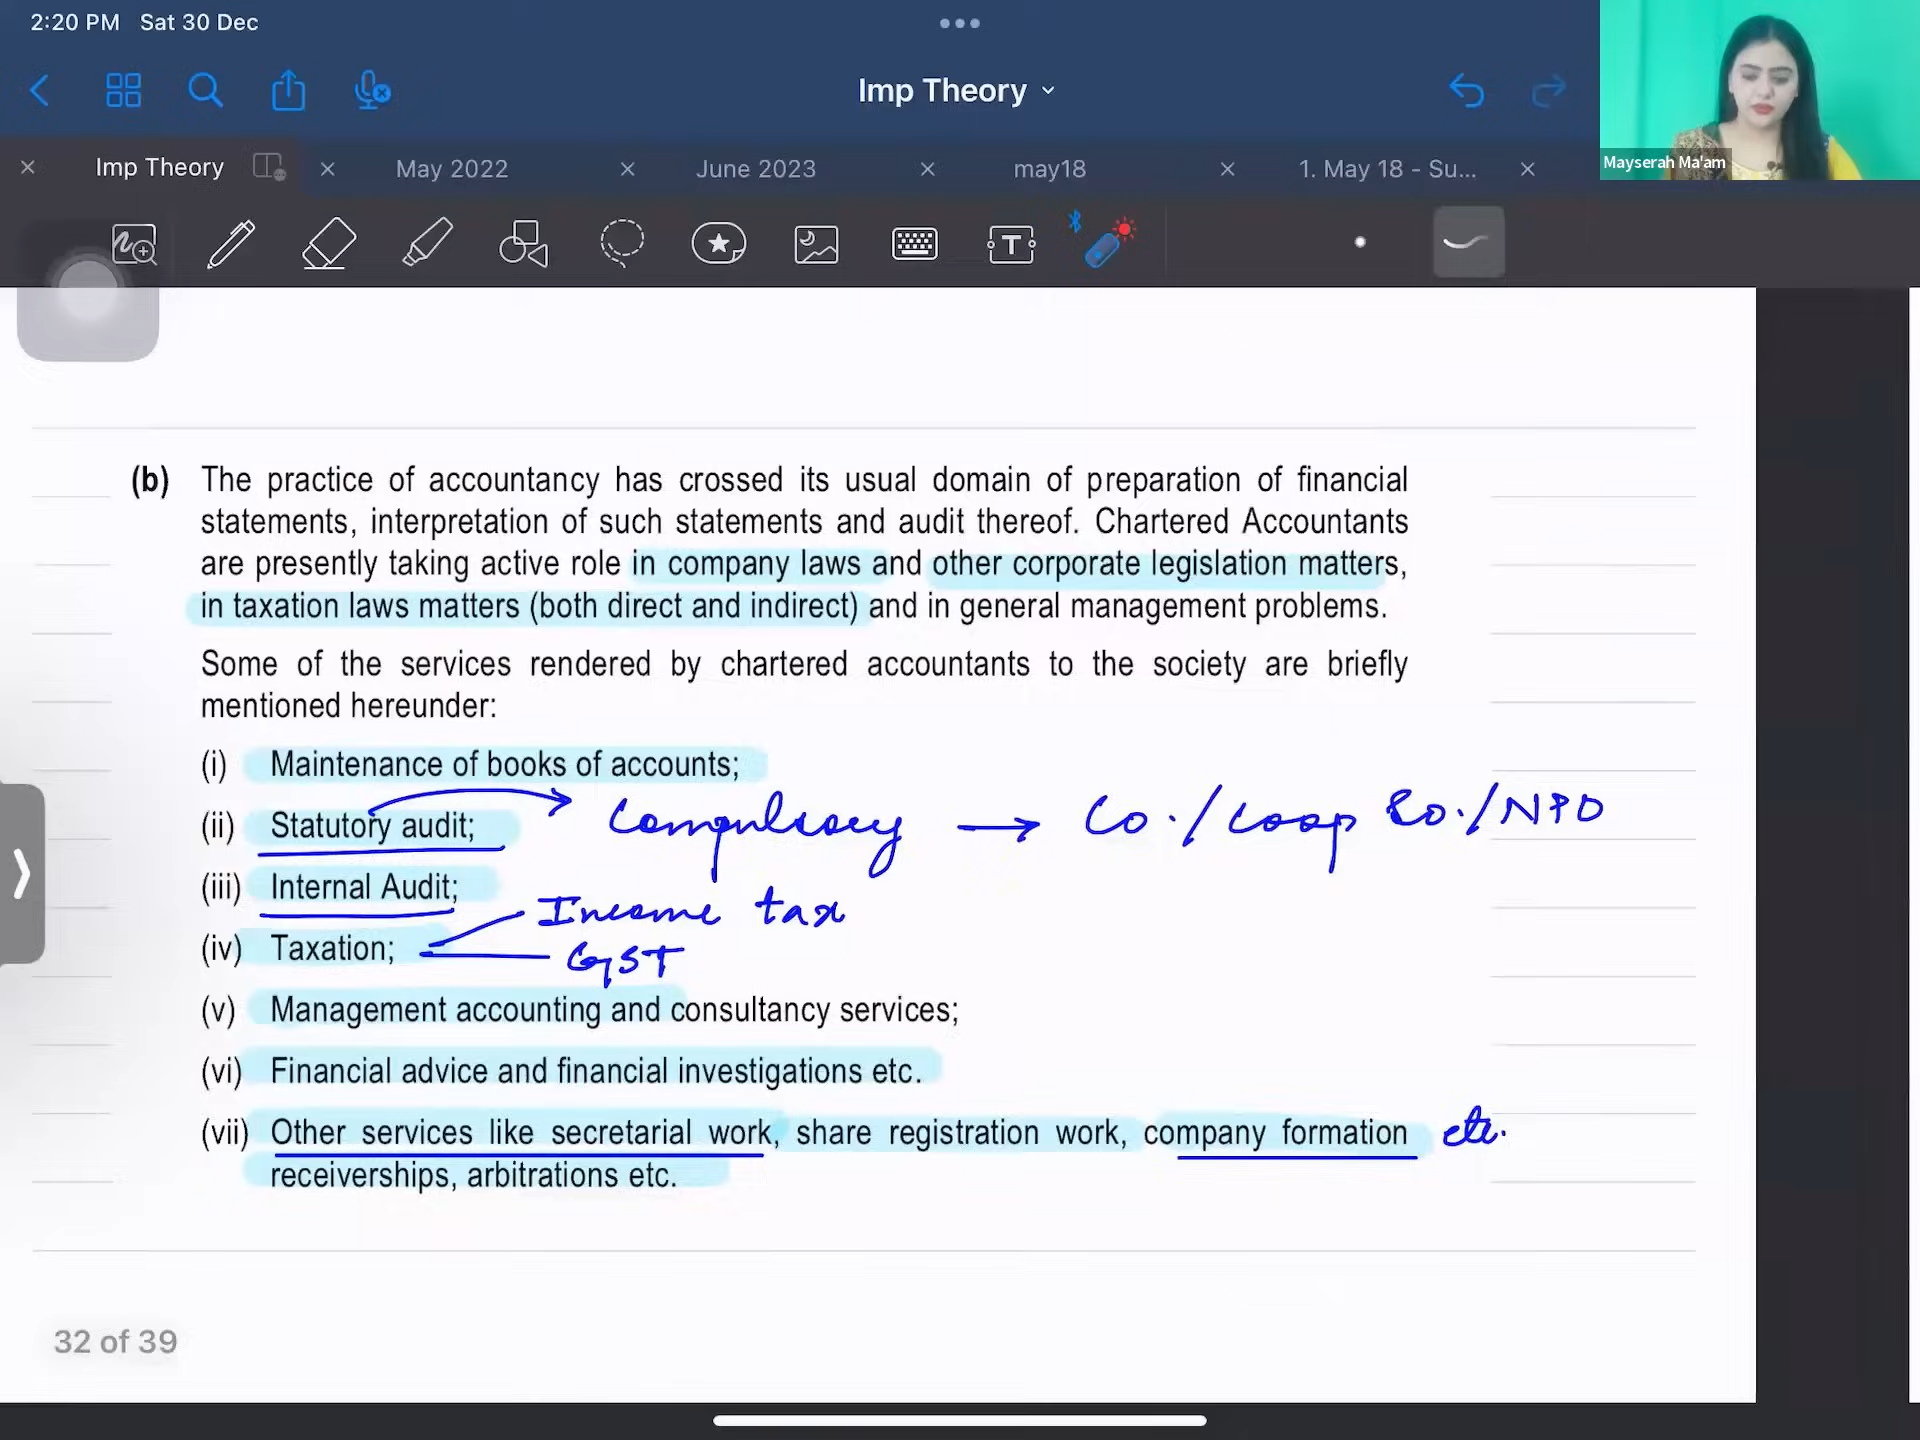 2:20 PM Sat 30 Dec
Imp Theory
Mayserah Ma'am
Imp Theory May 2022 June 2023 may18 1. May 18 - Su...
(b) The practice of accountancy has crossed its usual domain of preparation of financial
statements, interpretation of such statements and audit thereof. Chartered Accountants
are presently taking active role in company laws and other corporate legislation matters,
in taxation laws matters (both direct and indirect) and in general management problems.
Some of the services rendered by chartered accountants to the society are briefly
mentioned hereunder:
(i) Maintenance of books of accounts;
(ii) Statutory audit; Compulsory → Co./Coop So./NPO
(iii) Internal Audit;
Income tax
(iv) Taxation;
GST
(v) Management accounting and consultancy services;
(vi) Financial advice and financial investigations etc.
(vii) Other services like secretarial work, share registration work, company formation etc.
receiverships, arbitrations etc.
32 of 39